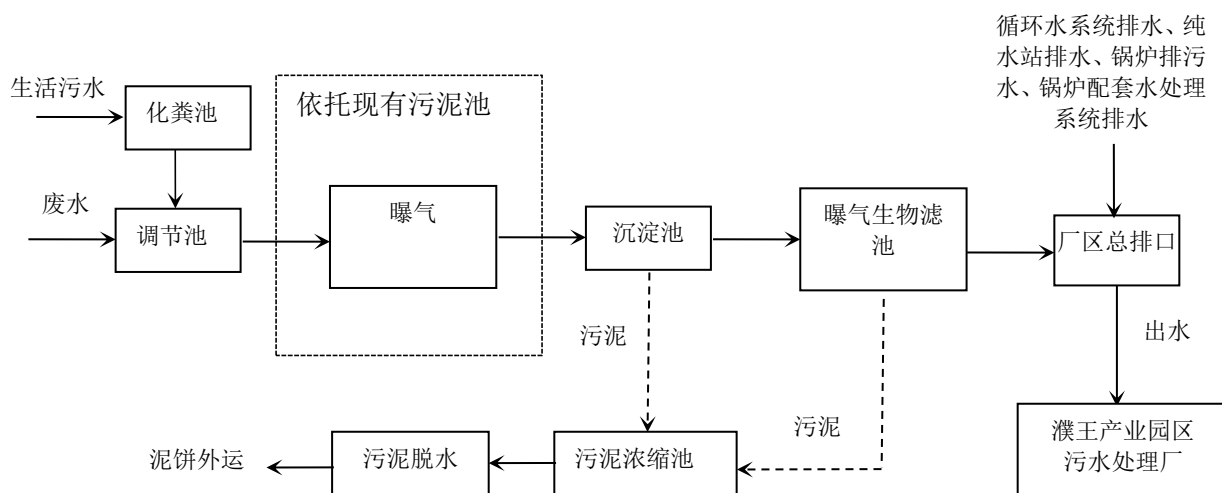 循环水系统排水、纯
水站排水、锅炉排污
水、锅炉配套水处理
系统排水
生活污水
化粪池
依托现有污泥池
废水
调节池
曝气
沉淀池
曝气生物滤
池
厂区总排口
污泥
出水
泥饼外运
污泥脱水
污泥浓缩池
污泥
濮王产业园区
污水处理厂